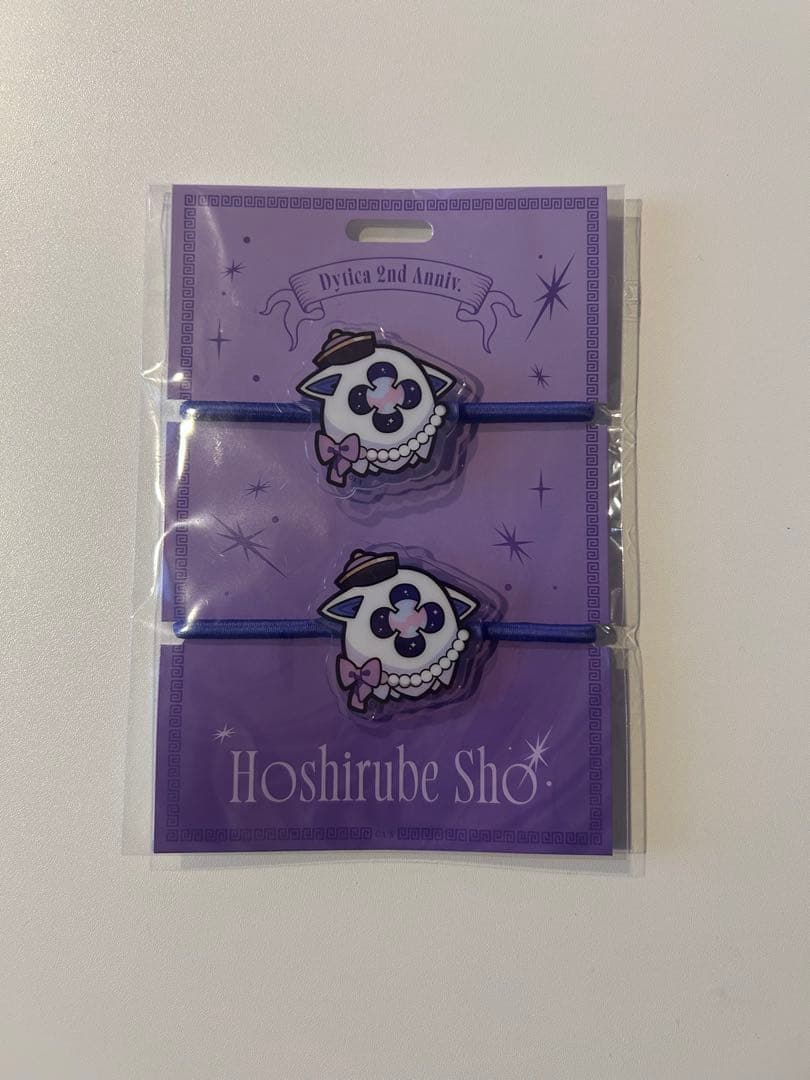 Dytica 2nd Anniv.
Hoshirube Sho